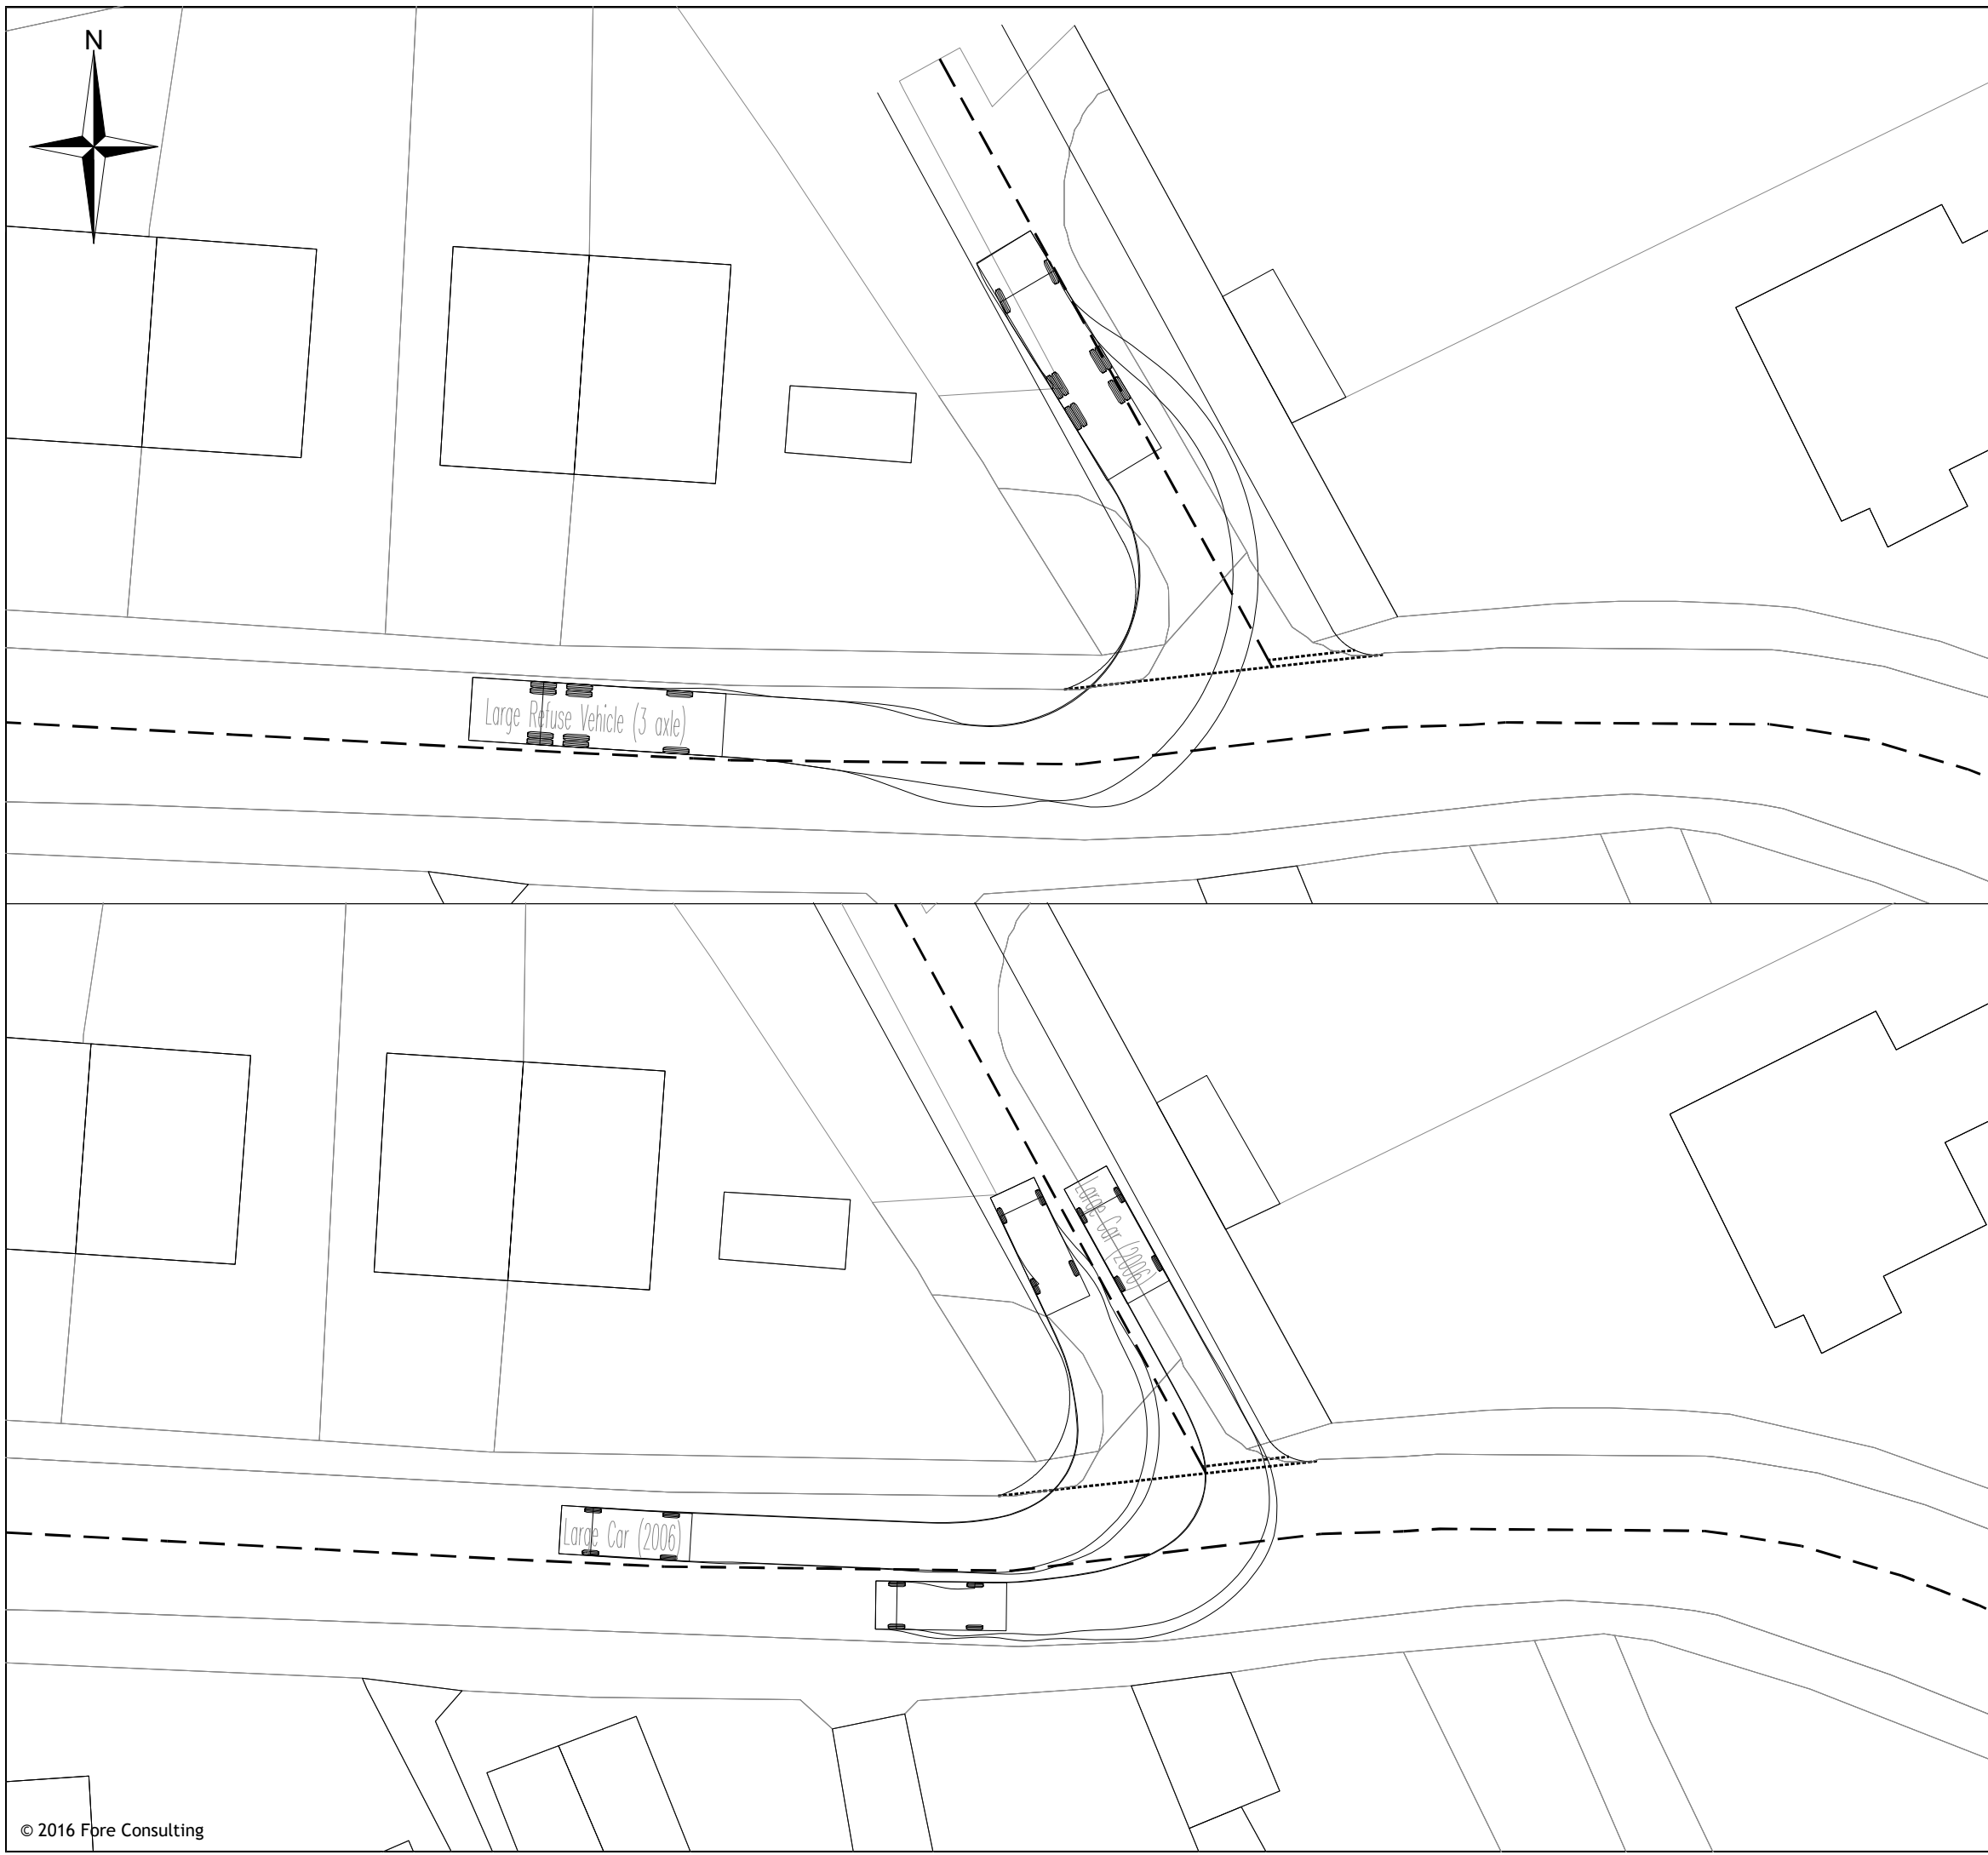 N
Large Refuse Vehicle (3 axle)
Large Car (2006)
Large Car (2006)
© 2016 Fore Consulting